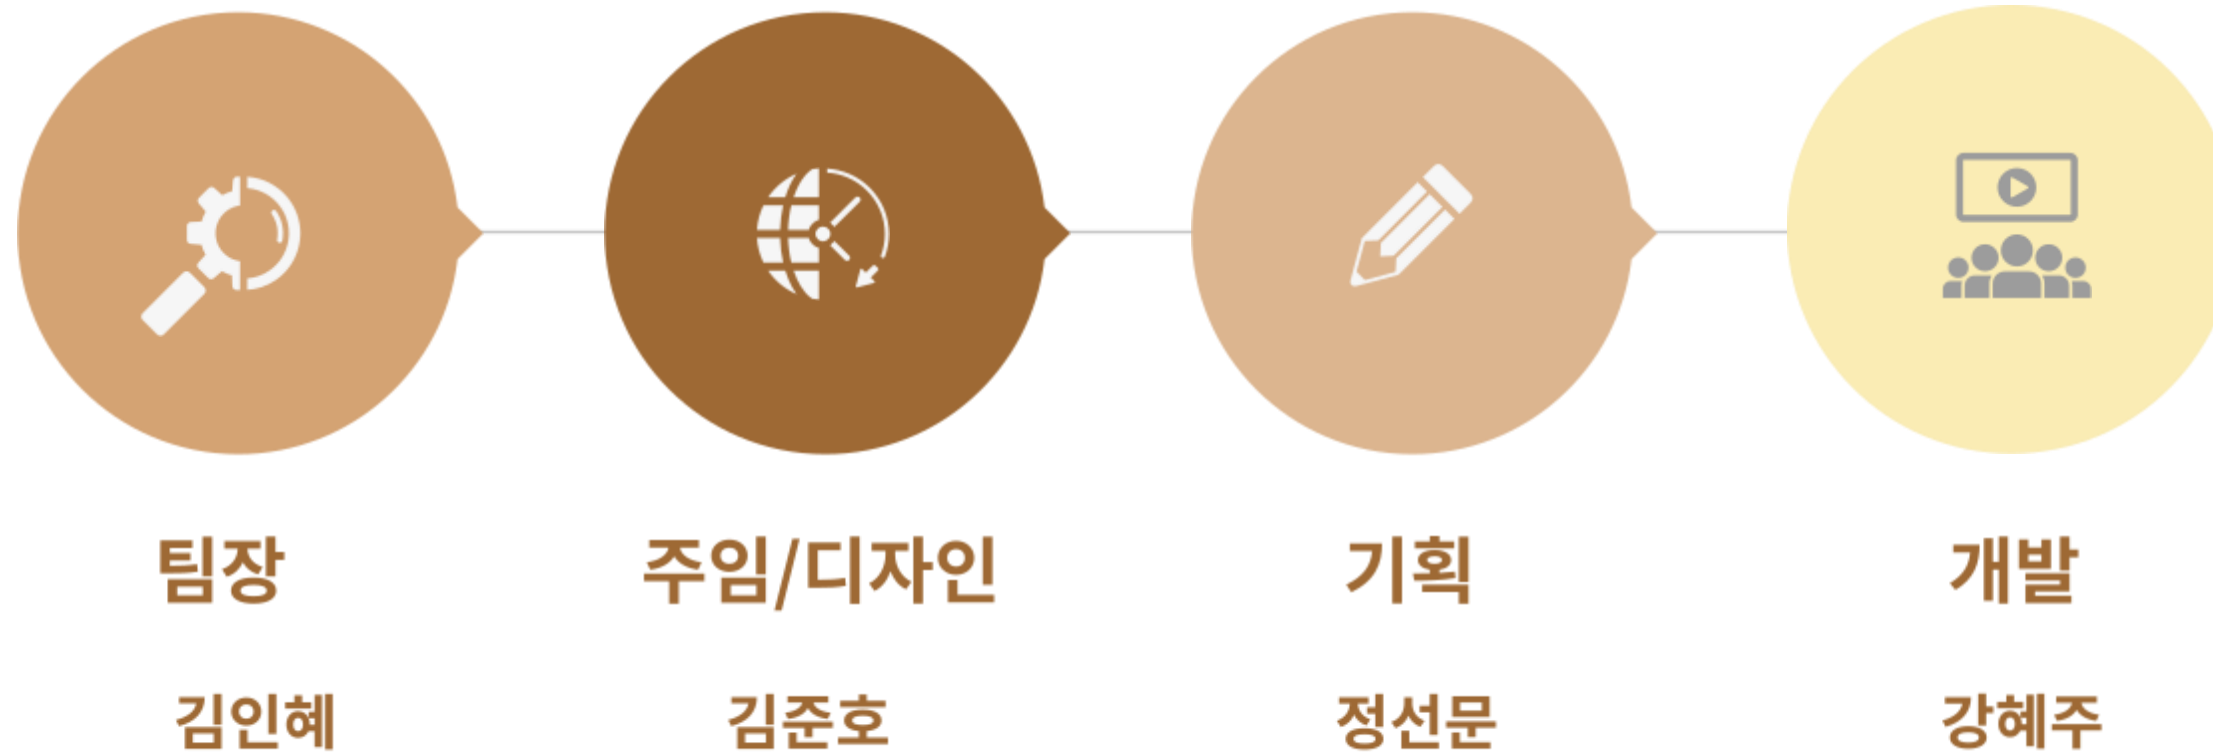 팀장
주임/디자인
기획
개발
김인혜
김준호
정선문
강혜주